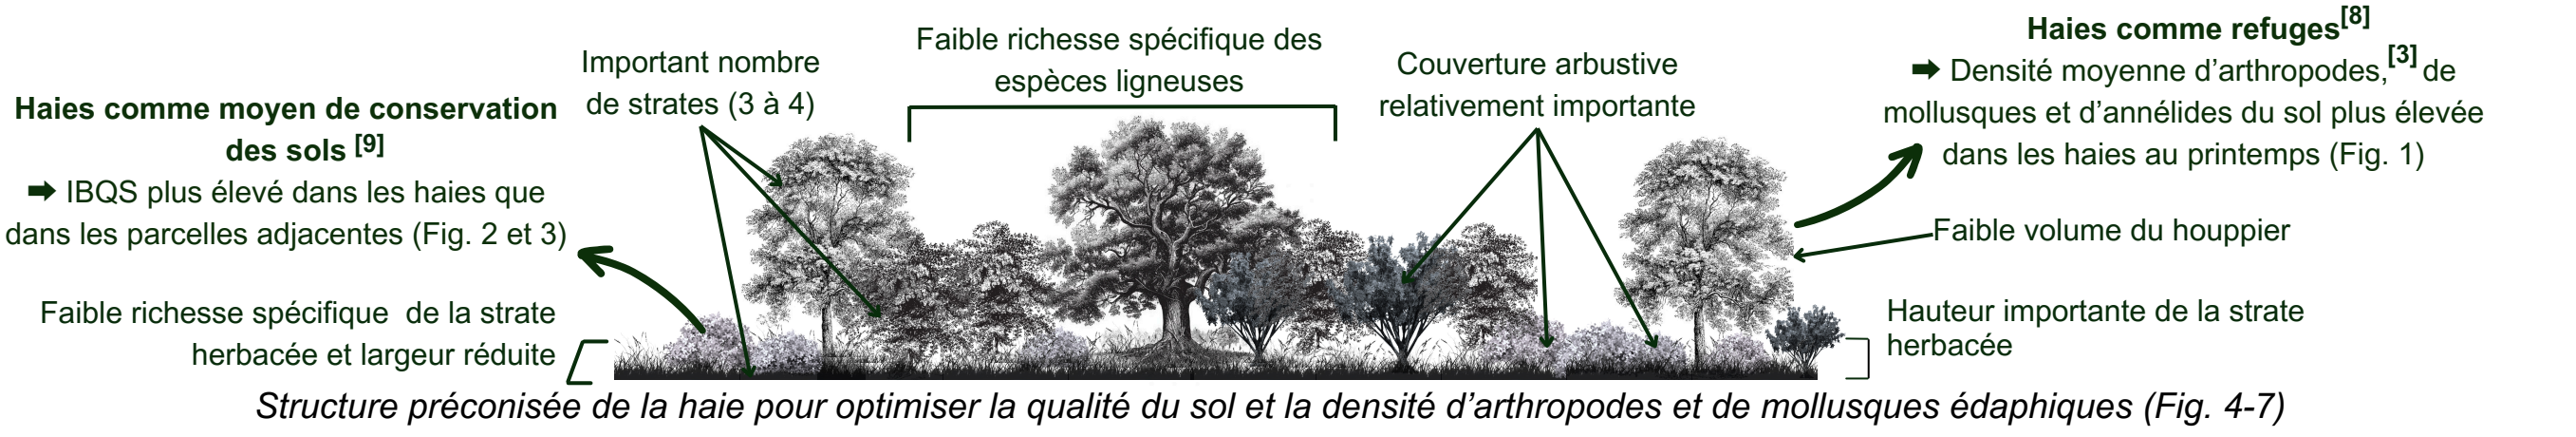 Haies comme moyen de conservation
des sols [9]
➡ IBQS plus élevé dans les haies que
dans les parcelles adjacentes (Fig. 2 et 3)
Faible richesse spécifique de la strate
herbacée et largeur réduite
Important nombre
de strates (3 à 4)
Faible richesse spécifique des
espèces ligneuses
Couverture arbustive
relativement importante
Haies comme refuges[8]
➡ Densité moyenne d’arthropodes,[3] de
mollusques et d’annélides du sol plus élevée
dans les haies au printemps (Fig. 1)
Faible volume du houppier
Hauteur importante de la strate
herbacée
Structure préconisée de la haie pour optimiser la qualité du sol et la densité d’arthropodes et de mollusques édaphiques (Fig. 4-7)